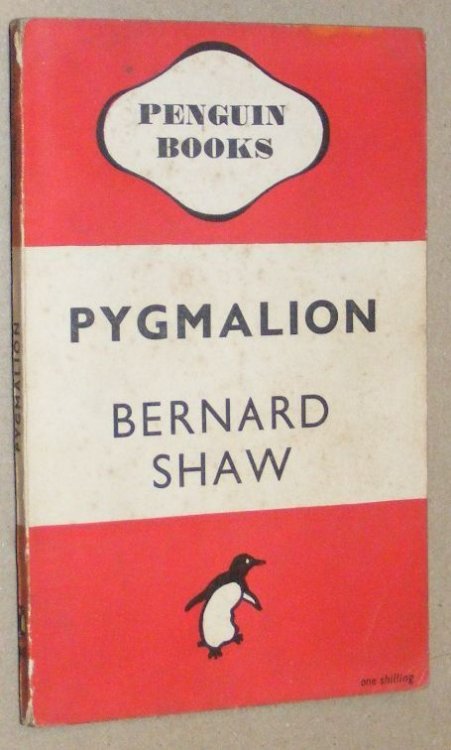 PENGUIN
BOOKS
PYGMALION
BERNARD
SHAW
one shilling
PYGMALION